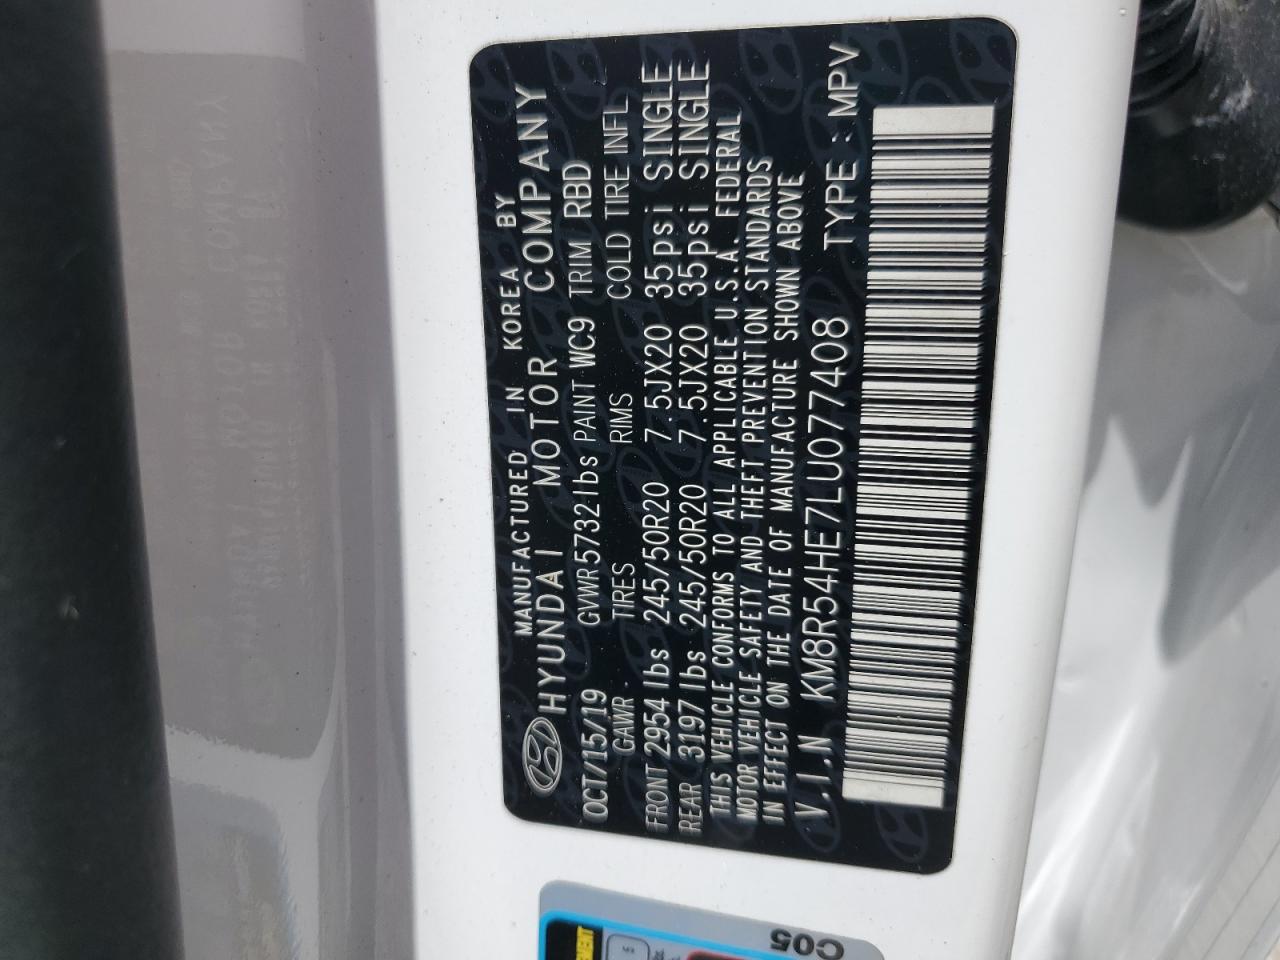 MANUFACTURED IN KOREA BY
HYUNDAI MOTOR COMPANY
OCT/15/19 GVWR 5732 lbs PAINT WC9 TRIM RBD
GAWR TIRES RIMS COLD TIRE INFL
FRONT 2954 lbs 245/50R20 7.5JX20 35psi SINGLE
REAR 3197 lbs 245/50R20 7.5JX20 35psi SINGLE
THIS VEHICLE CONFORMS TO ALL APPLICABLE U.S.A. FEDERAL
MOTOR VEHICLE SAFETY AND THEFT PREVENTION STANDARDS
IN EFFECT ON THE DATE OF MANUFACTURE SHOWN ABOVE
V.I.N KM8R54HE7LU077408 TYPE : MPV
C05